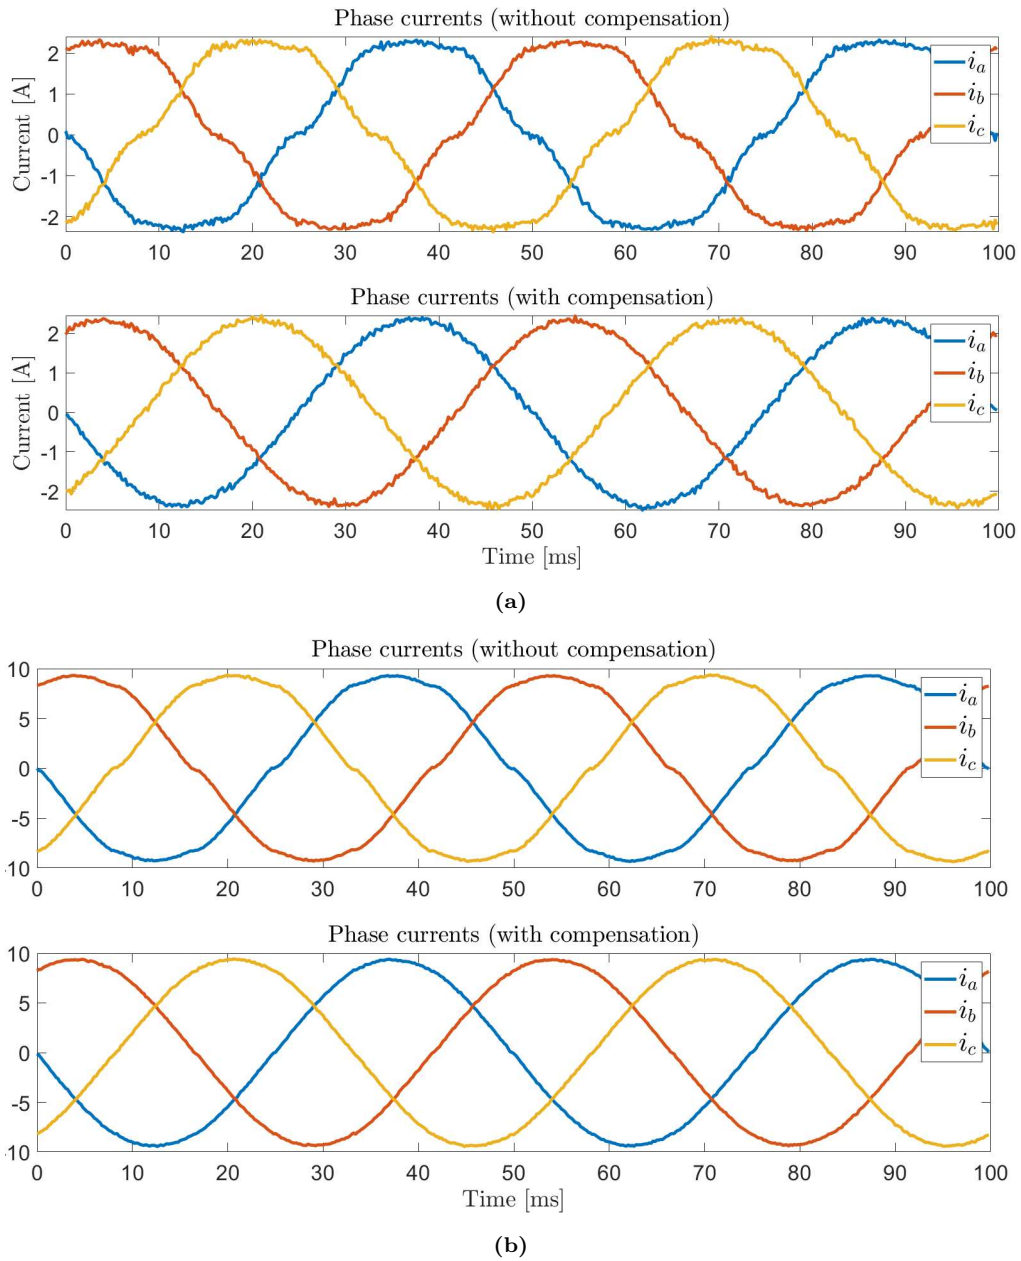 Phase currents (without compensation)
Current [A]
2
1
0
-1
-2
i_a
i_b
i_c
0 10 20 30 40 50 60 70 80 90 100
Phase currents (with compensation)
Current [A]
2
1
0
-1
-2
i_a
i_b
i_c
0 10 20 30 40 50 60 70 80 90 100
Time [ms]
(a)
Phase currents (without compensation)
10
5
0
-5
-10
i_a
i_b
i_c
0 10 20 30 40 50 60 70 80 90 100
Phase currents (with compensation)
10
5
0
-5
-10
i_a
i_b
i_c
0 10 20 30 40 50 60 70 80 90 100
Time [ms]
(b)